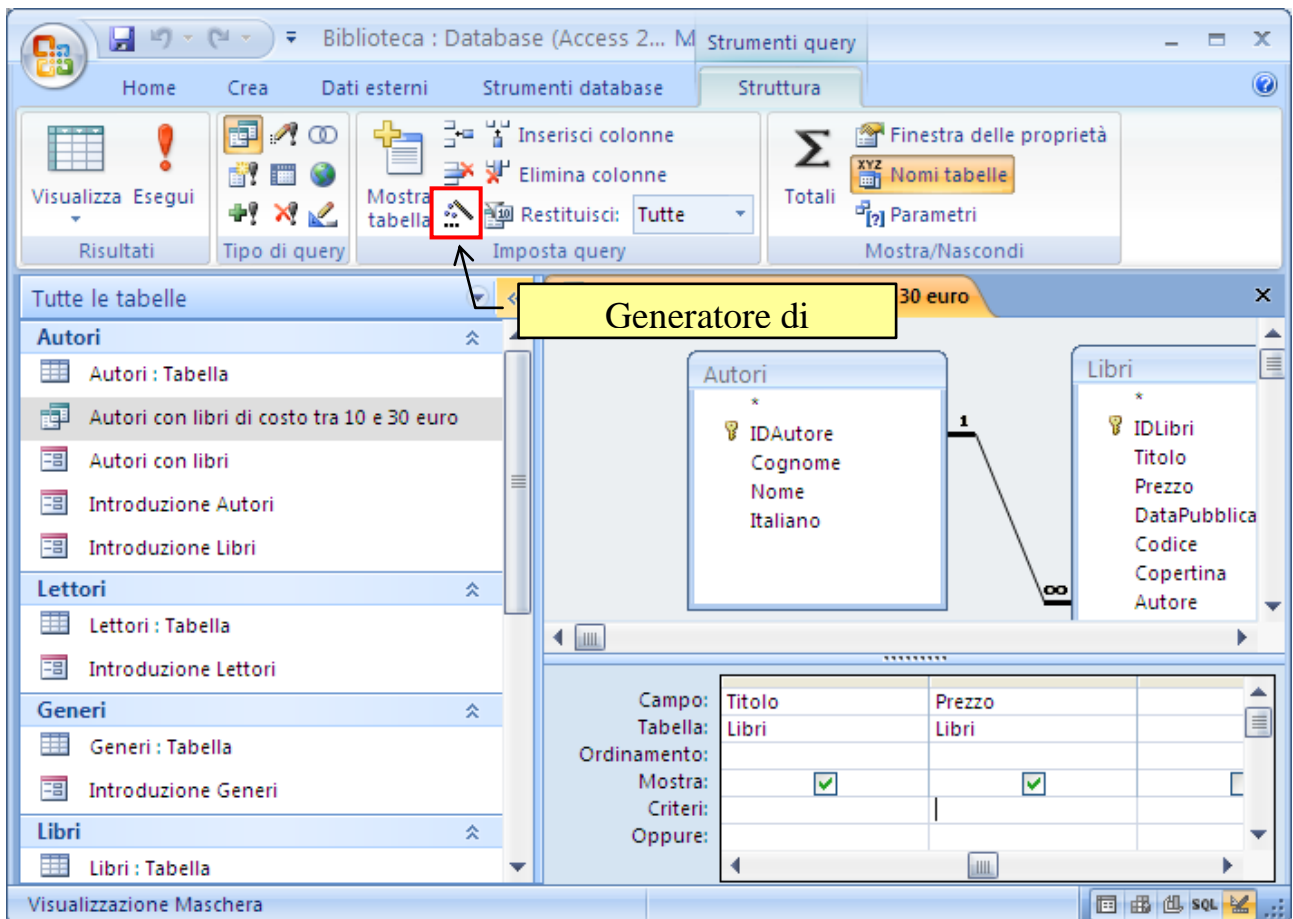 Biblioteca : Database (Access 2... M
Strumenti query
Home
Crea
Dati esterni
Strumenti database
Struttura
Visualizza
Esegui
Risultati
Tipo di query
Mostra
tabella
Inserisci colonne
Elimina colonne
Restituisci: Tutte
Imposta query
Totali
Finestra delle proprietà
XYZ
Nomi tabelle
Parametri
Mostra/Nascondi
Tutte le tabelle
Generatore di
30 euro
Autori
Autori : Tabella
Autori con libri di costo tra 10 e 30 euro
Autori con libri
Introduzione Autori
Introduzione Libri
Lettori
Lettori : Tabella
Introduzione Lettori
Generi
Generi : Tabella
Introduzione Generi
Libri
Libri : Tabella
Autori
*
IDAutore
Cognome
Nome
Italiano
1
∞
Libri
*
IDLibri
Titolo
Prezzo
DataPubblica
Codice
Copertina
Autore
Campo: Titolo Prezzo
Tabella: Libri Libri
Ordinamento:
Mostra:
Criteri:
Oppure:
Visualizzazione Maschera
SQL